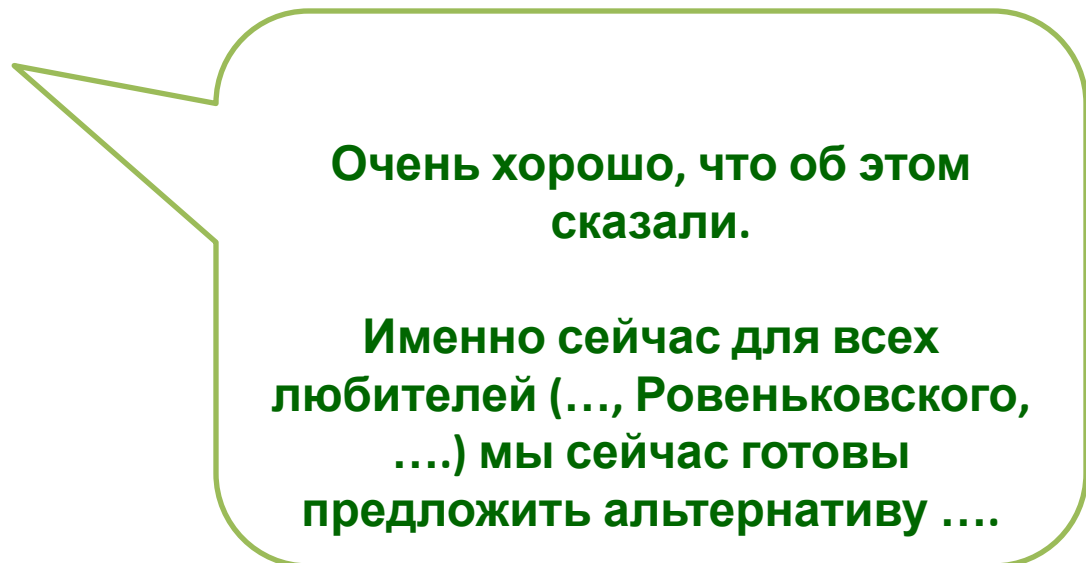 Очень хорошо, что об этом
сказали.
Именно сейчас для всех
любителей (…, Ровеньковского,
….) мы сейчас готовы
предложить альтернативу ….